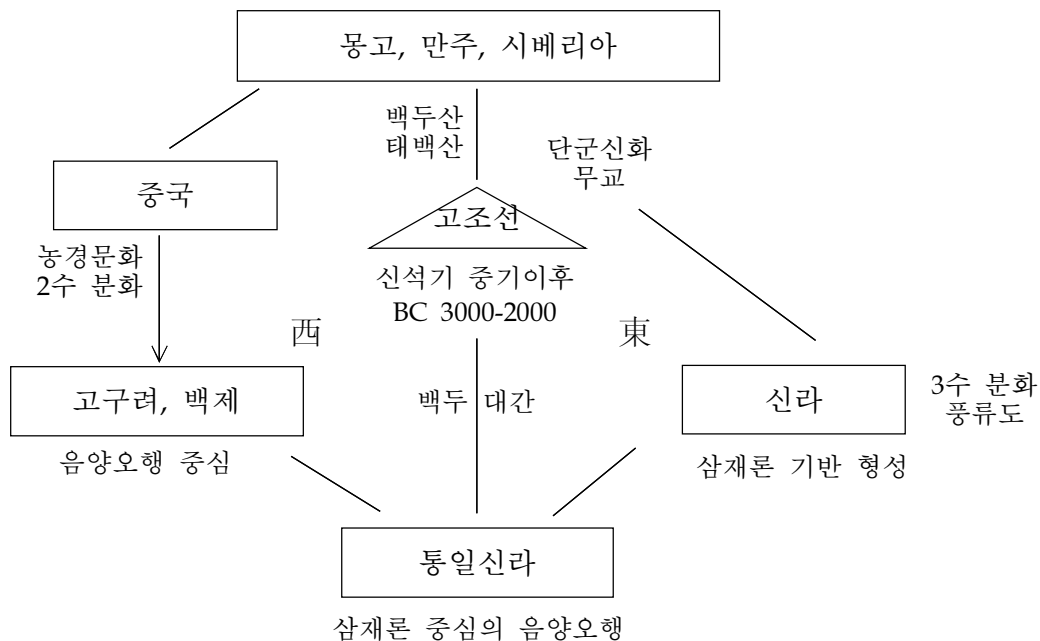 몽고, 만주, 시베리아
백두산
태백산
단군신화
무교
중국
고조선
농경문화
2수 분화
신석기 중기이후
BC 3000-2000
西
東
고구려, 백제
백두 대간
신라
3수 분화
풍류도
음양오행 중심
삼재론 기반 형성
통일신라
삼재론 중심의 음양오행